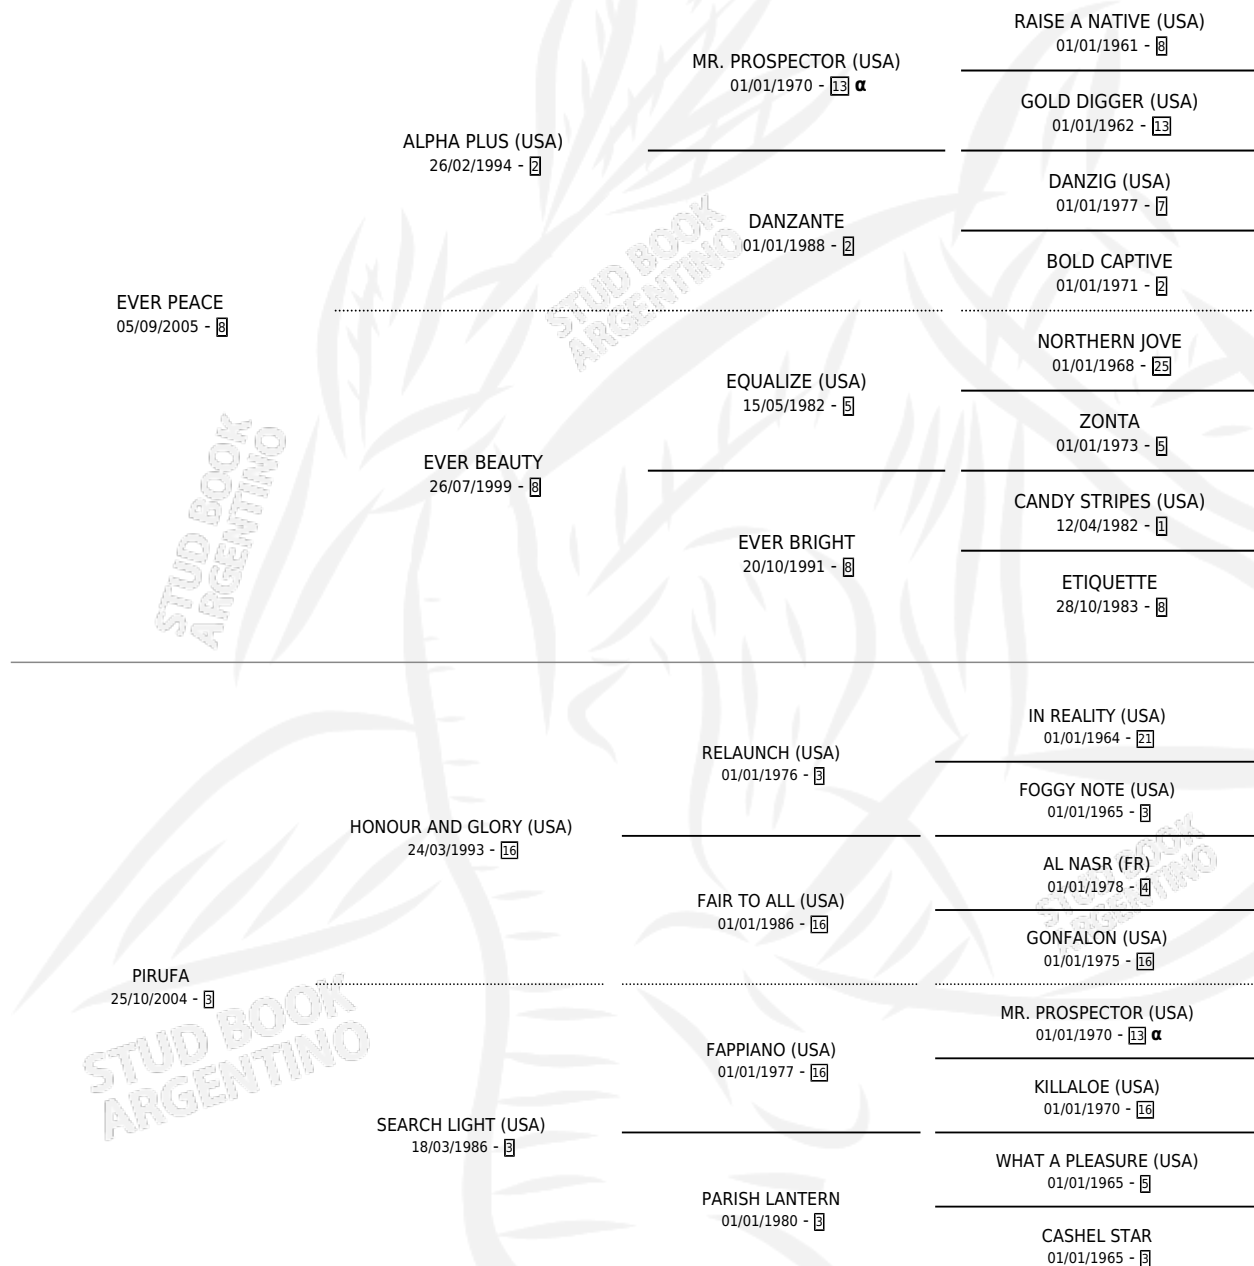 RAISE A NATIVE (USA)
01/01/1961 - 8
MR. PROSPECTOR (USA)
01/01/1970 - 13 α
GOLD DIGGER (USA)
01/01/1962 - 13
ALPHA PLUS (USA)
26/02/1994 - 2
DANZIG (USA)
01/01/1977 - 7
DANZANTE
01/01/1988 - 2
BOLD CAPTIVE
01/01/1971 - 2
EVER PEACE
05/09/2005 - 8
NORTHERN JOVE
01/01/1968 - 25
EQUALIZE (USA)
15/05/1982 - 5
ZONTA
01/01/1973 - 5
EVER BEAUTY
26/07/1999 - 8
CANDY STRIPES (USA)
12/04/1982 - 1
EVER BRIGHT
20/10/1991 - 8
ETIQUETTE
28/10/1983 - 8
STUD BOOK
ARGENTINO
STUD BOOK
ARGENTINO
IN REALITY (USA)
01/01/1964 - 21
RELAUNCH (USA)
01/01/1976 - 3
FOGGY NOTE (USA)
01/01/1965 - 3
HONOUR AND GLORY (USA)
24/03/1993 - 16
AL NASR (FR)
01/01/1978 - 4
FAIR TO ALL (USA)
01/01/1986 - 16
GONFALON (USA)
01/01/1975 - 16
PIRUFA
25/10/2004 - 3
MR. PROSPECTOR (USA)
01/01/1970 - 13 α
FAPPIANO (USA)
01/01/1977 - 16
KILLALOE (USA)
01/01/1970 - 16
SEARCH LIGHT (USA)
18/03/1986 - 3
WHAT A PLEASURE (USA)
01/01/1965 - 5
PARISH LANTERN
01/01/1980 - 3
CASHEL STAR
01/01/1965 - 3
STUD BOOK
ARGENTINO
STUD BOOK
ARGENTINO